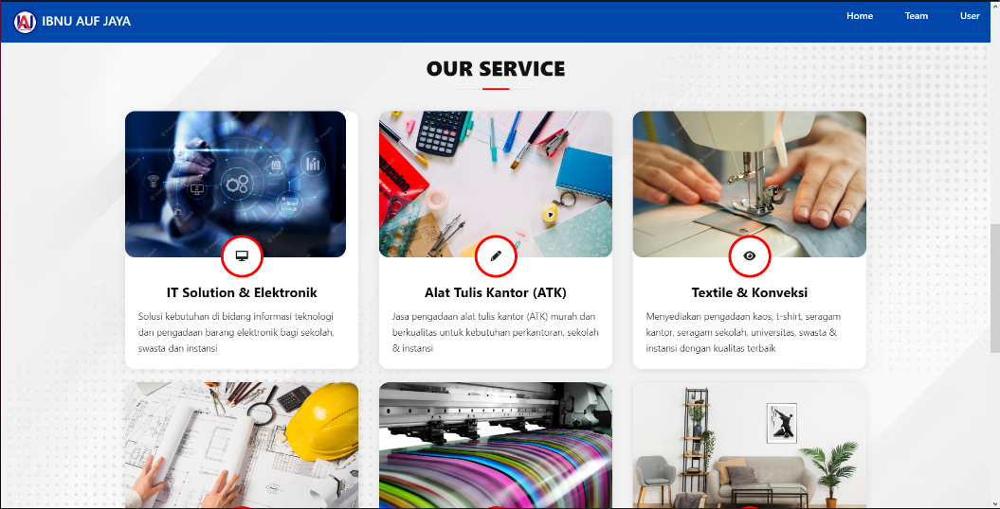 IBNU AUF JAYA
Home
Team
User
OUR SERVICE
IT Solution & Elektronik
Solusi kebutuhan di bidang informasi teknologi
dan pengadaan barang elektronik bagi sekolah,
swasta dan instansi
Alat Tulis Kantor (ATK)
Jasa pengadaan alat tulis kantor (ATK) murah dan
berkualitas untuk kebutuhan perkantoran, sekolah
& instansi
Textile & Konveksi
Menyediakan pengadaan kaos, t-shirt, seragam
kantor, seragam sekolah, universitas, swasta &
instansi dengan kualitas terbaik